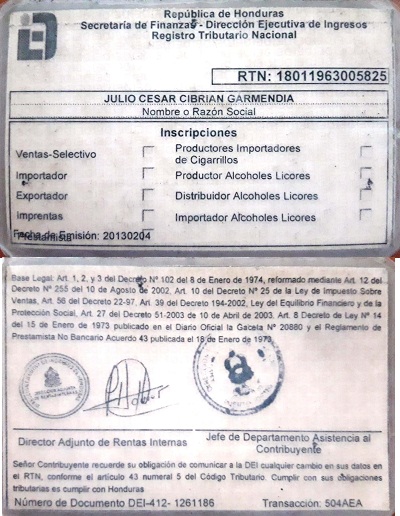 República de Honduras
Secretaría de Finanzas - Dirección Ejecutiva de Ingresos
Registro Tributario Nacional
RTN: 18011963005825
JULIO CESAR CIBRIAN GARMENDIA
Nombre o Razón Social
Inscripciones
Ventas-Selectivo
Productores Importadores de Cigarrillos
Importador
Productor Alcoholes Licores
Exportador
Distribuidor Alcoholes Licores
Imprentas
Importador Alcoholes Licores
Prestamista
Fecha de Emisión: 20130204
Base Legal: Art. 1, 2, y 3 del Decreto Nº 102 del 8 de Enero de 1974, reformado mediante Art. 12 del
Decreto Nº 255 del 10 de Agosto de 2002, Art. 10 del Decreto Nº 25 de la Ley de Impuesto Sobre
Ventas, Art. 56 del Decreto 22-97, Art. 39 del Decreto 194-2002, Ley del Equilibrio Financiero y de la
Protección Social, Art. 27 del Decreto 51-2003 de 10 de Abril de 2003. Art. 8 Decreto de Ley Nº 14
del 15 de Enero de 1973 publicado en el Diario Oficial la Gaceta Nº 20880 y el Reglamento de
Prestamista No Bancario Acuerdo 43 publicada el 18 de Enero de 1973
Director Adjunto de Rentas Internas
Jefe de Departamento Asistencia al
Contribuyente
Señor Contribuyente recuerde su obligación de comunicar a la DEI cualquier cambio en sus datos en
el RTN, conforme el artículo 43 numeral 5 del Código Tributario. Cumplir con sus obligaciones
tributarias es cumplir con Honduras
Número de Documento DEI-412- 1261186
Transacción: 504AEA